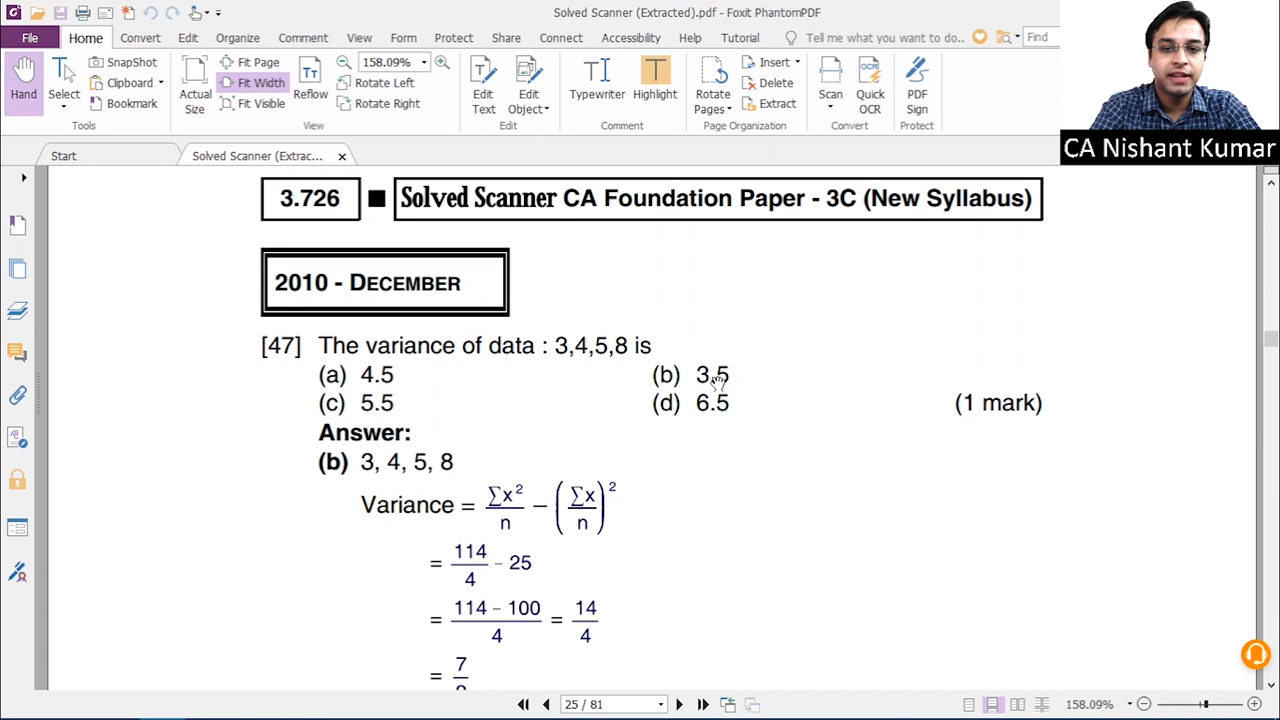 Solved Scanner (Extracted).pdf - Foxit PhantomPDF
File Home Convert Edit Organize Comment View Form Protect Share Connect Accessibility Help Tutorial Tell me what you want to do.. Find
Hand Select SnapShot Clipboard Bookmark Actual Size Fit Page Fit Width Fit Visible Reflow 158.09% Rotate Left Rotate Right Edit Text Edit Object Typewriter Highlight Rotate Pages Insert Delete Extract Scan Quick OCR PDF Sign
Tools View Edit Comment Page Organization Convert Protect
CA Nishant Kumar
Start Solved Scanner (Extrac...
3.726 ■ Solved Scanner CA Foundation Paper - 3C (New Syllabus)
2010 - DECEMBER
[47] The variance of data : 3,4,5,8 is
(a) 4.5 (b) 3.5
(c) 5.5 (d) 6.5 (1 mark)
Answer:
(b) 3, 4, 5, 8
Variance = ∑x²/n − (∑x/n)²
= 114/4 − 25
= (114 − 100)/4 = 14/4
= 7/
25 / 81 158.09%